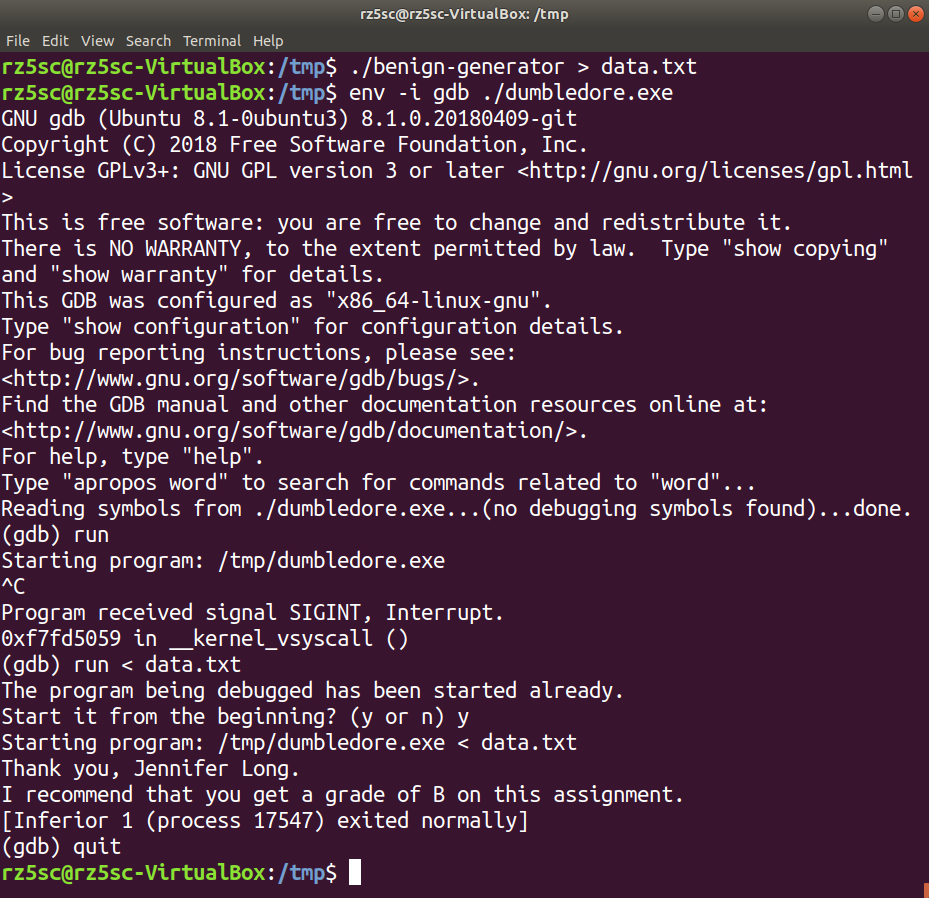 rz5sc@rz5sc-VirtualBox: /tmp
File Edit View Search Terminal Help
rz5sc@rz5sc-VirtualBox:/tmp$ ./benign-generator > data.txt
rz5sc@rz5sc-VirtualBox:/tmp$ env -i gdb ./dumbledore.exe
GNU gdb (Ubuntu 8.1-0ubuntu3) 8.1.0.20180409-git
Copyright (C) 2018 Free Software Foundation, Inc.
License GPLv3+: GNU GPL version 3 or later <http://gnu.org/licenses/gpl.html
>
This is free software: you are free to change and redistribute it.
There is NO WARRANTY, to the extent permitted by law.  Type "show copying"
and "show warranty" for details.
This GDB was configured as "x86_64-linux-gnu".
Type "show configuration" for configuration details.
For bug reporting instructions, please see:
<http://www.gnu.org/software/gdb/bugs/>.
Find the GDB manual and other documentation resources online at:
<http://www.gnu.org/software/gdb/documentation/>.
For help, type "help".
Type "apropos word" to search for commands related to "word"...
Reading symbols from ./dumbledore.exe...(no debugging symbols found)...done.
(gdb) run
Starting program: /tmp/dumbledore.exe
^C
Program received signal SIGINT, Interrupt.
0xf7fd5059 in __kernel_vsyscall ()
(gdb) run < data.txt
The program being debugged has been started already.
Start it from the beginning? (y or n) y
Starting program: /tmp/dumbledore.exe < data.txt
Thank you, Jennifer Long.
I recommend that you get a grade of B on this assignment.
[Inferior 1 (process 17547) exited normally]
(gdb) quit
rz5sc@rz5sc-VirtualBox:/tmp$